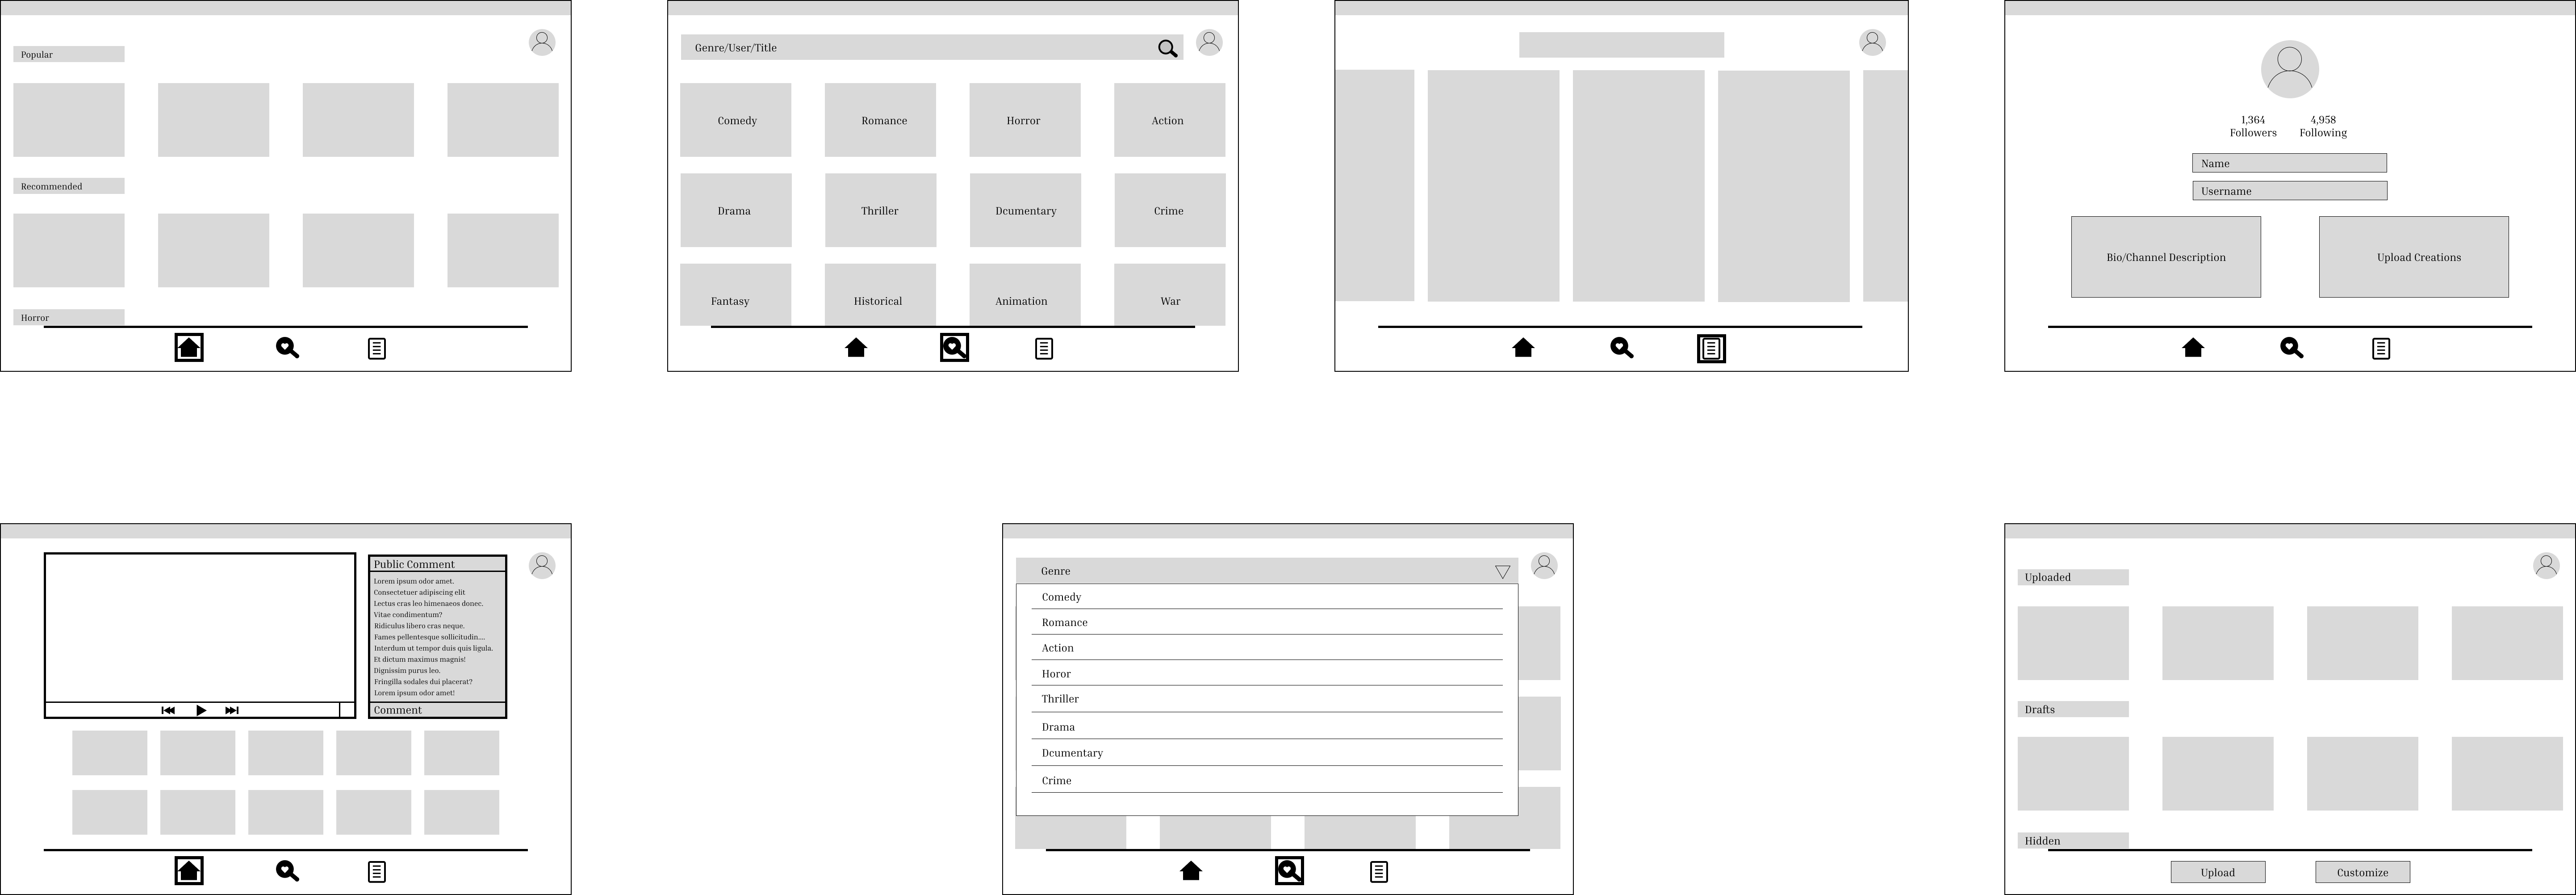 Popular
Recommended
Horror
Genre/User/Title
Comedy
Romance
Horror
Action
Drama
Thriller
Dcumentary
Crime
Fantasy
Historical
Animation
War
1,364
Followers
4,958
Following
Name
Username
Bio/Channel Description
Upload Creations
Public Comment
Lorem ipsum odor amet.
Consectetuer adipiscing elit
Lectus cras leo himenaeos donec.
Vitae condimentum?
Ridiculus libero cras neque.
Fames pellentesque sollicitudin....
Interdum ut tempor duis quis ligula.
Et dictum maximus magnis!
Dignissim purus leo.
Fringilla sodales dui placerat?
Lorem ipsum odor amet!
Comment
Genre
Comedy
Romance
Action
Horor
Thriller
Drama
Dcumentary
Crime
Uploaded
Drafts
Hidden
Upload
Customize